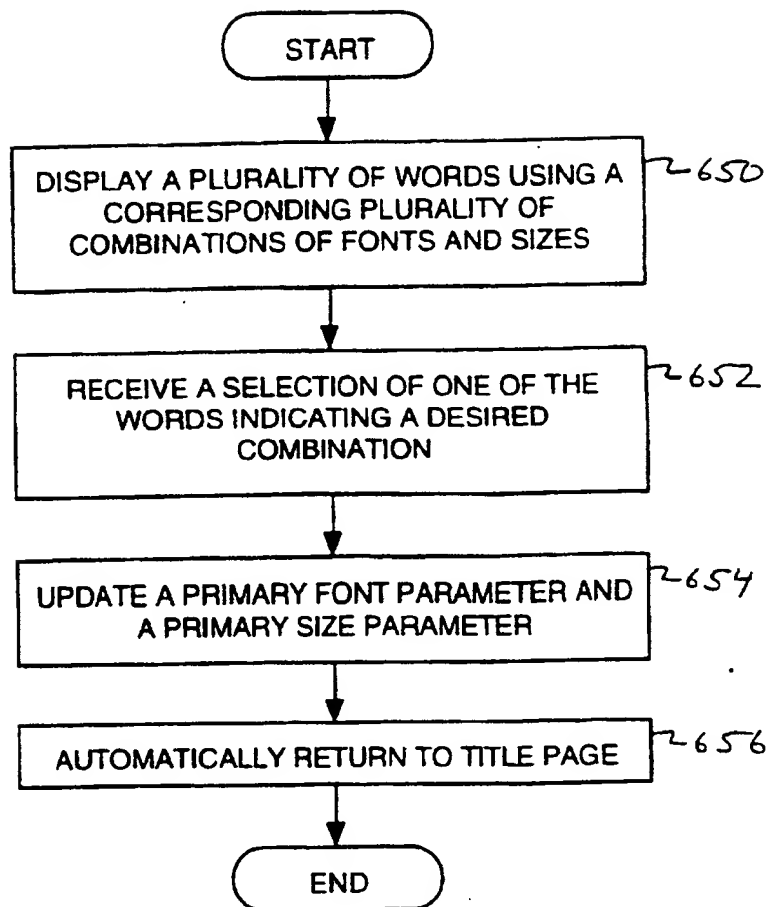 START
DISPLAY A PLURALITY OF WORDS USING A
CORRESPONDING PLURALITY OF
COMBINATIONS OF FONTS AND SIZES
650
RECEIVE A SELECTION OF ONE OF THE
WORDS INDICATING A DESIRED
COMBINATION
652
UPDATE A PRIMARY FONT PARAMETER AND
A PRIMARY SIZE PARAMETER
654
AUTOMATICALLY RETURN TO TITLE PAGE
656
END